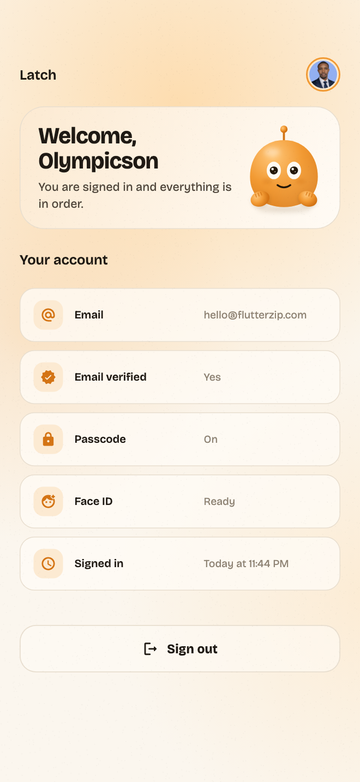 Latch
Welcome,
Olympicson
You are signed in and everything is
in order.
Your account
Email
hello@flutterzip.com
Email verified
Yes
Passcode
On
Face ID
Ready
Signed in
Today at 11:44 PM
Sign out